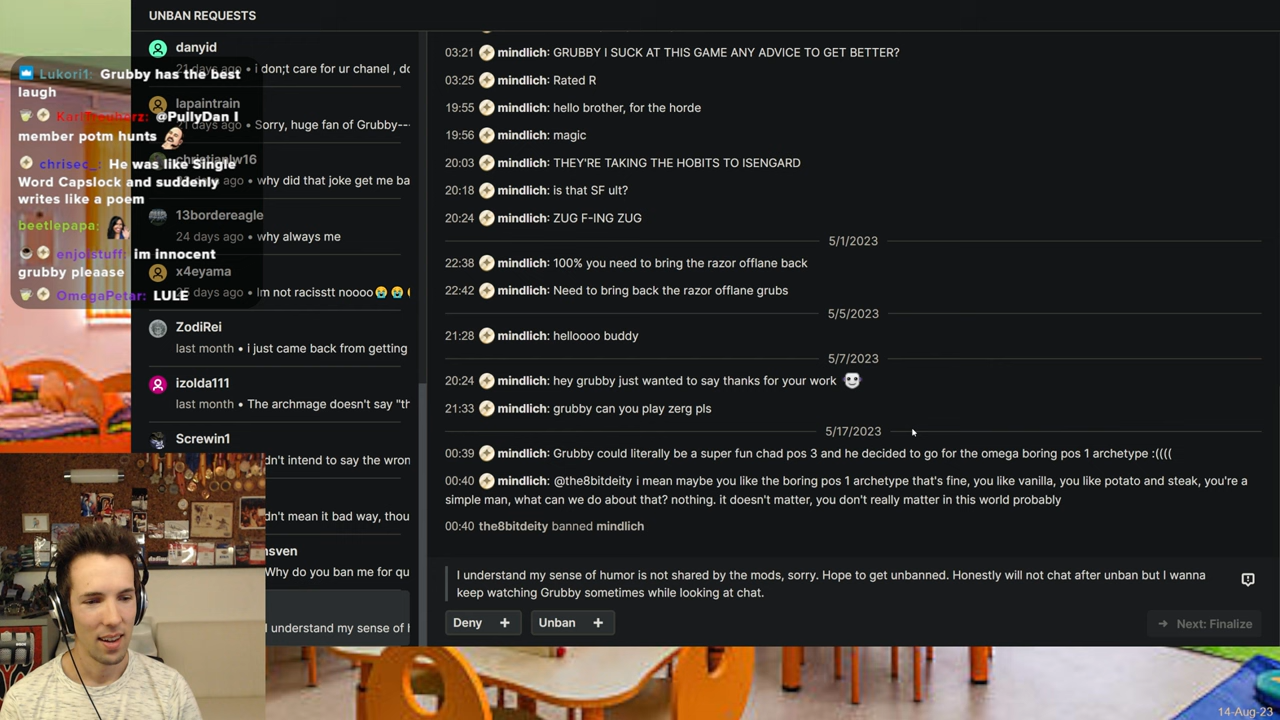 UNBAN REQUESTS
danyid
21 days ago • i don;t care for ur chanel , do
lapaintrain
days ago • Sorry, huge fan of Grubby--
christianlw16
ago • why did that joke get me ba
13bordereagle
24 days ago • why always me
x4eyama
days ago • Im not racisstt noooo😭😭
ZodiRei
last month • i just came back from getting
izolda111
last month • The archmage doesn't say "th
Screwin1
dn't intend to say the wron
dn't mean it bad way, thou
nsven
Why do you ban me for qu
I understand my sense of h
Lukori1: Grubby has the best
laugh
@PullyDan I
member potm hunts
chrisec_: He was like Single
Word Capslock and suddenly
writes like a poem
beetlepapa:
enjoistuff: im innocent
grubby pleaase
OmegaPetar: LULE
03:21 mindlich: GRUBBY I SUCK AT THIS GAME ANY ADVICE TO GET BETTER?
03:25 mindlich: Rated R
19:55 mindlich: hello brother, for the horde
19:56 mindlich: magic
20:03 mindlich: THEY'RE TAKING THE HOBITS TO ISENGARD
20:18 mindlich: is that SF ult?
20:24 mindlich: ZUG F-ING ZUG
5/1/2023
22:38 mindlich: 100% you need to bring the razor offlane back
22:42 mindlich: Need to bring back the razor offlane grubs
5/5/2023
21:28 mindlich: helloooo buddy
5/7/2023
20:24 mindlich: hey grubby just wanted to say thanks for your work
21:33 mindlich: grubby can you play zerg pls
5/17/2023
00:39 mindlich: Grubby could literally be a super fun chad pos 3 and he decided to go for the omega boring pos 1 archetype :((((
00:40 mindlich: @the8bitdeity i mean maybe you like the boring pos 1 archetype that's fine, you like vanilla, you like potato and steak, you're a
simple man, what can we do about that? nothing. it doesn't matter, you don't really matter in this world probably
00:40 the8bitdeity banned mindlich
I understand my sense of humor is not shared by the mods, sorry. Hope to get unbanned. Honestly will not chat after unban but I wanna
keep watching Grubby sometimes while looking at chat.
Deny +
Unban +
Next: Finalize
14-Aug-23